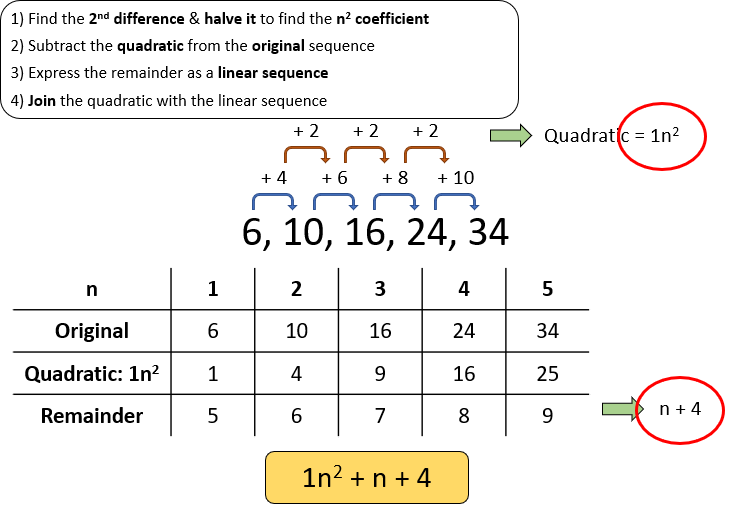 1) Find the 2ⁿᵈ difference & halve it to find the n² coefficient
2) Subtract the quadratic from the original sequence
3) Express the remainder as a linear sequence
4) Join the quadratic with the linear sequence
+ 2 + 2 + 2
Quadratic = 1n²
+ 4 + 6 + 8 + 10
6, 10, 16, 24, 34
n 1 2 3 4 5
Original 6 10 16 24 34
Quadratic: 1n² 1 4 9 16 25
Remainder 5 6 7 8 9
n + 4
1n² + n + 4